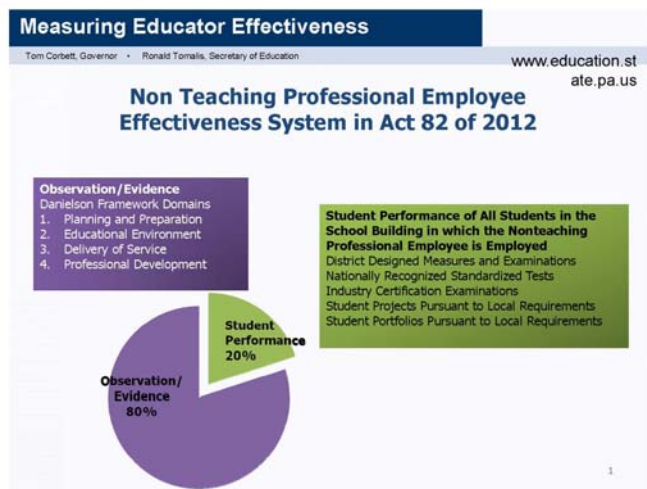 Measuring Educator Effectiveness
Tom Corbett, Governor • Ronald Tomalis, Secretary of Education
www.education.st
ate.pa.us
Non Teaching Professional Employee
Effectiveness System in Act 82 of 2012
Observation/Evidence
Danielson Framework Domains
1. Planning and Preparation
2. Educational Environment
3. Delivery of Service
4. Professional Development
Student Performance of All Students in the
School Building in which the Nonteaching
Professional Employee is Employed
District Designed Measures and Examinations
Nationally Recognized Standardized Tests
Industry Certification Examinations
Student Projects Pursuant to Local Requirements
Student Portfolios Pursuant to Local Requirements
Student
Performance
20%
Observation/
Evidence
80%
1